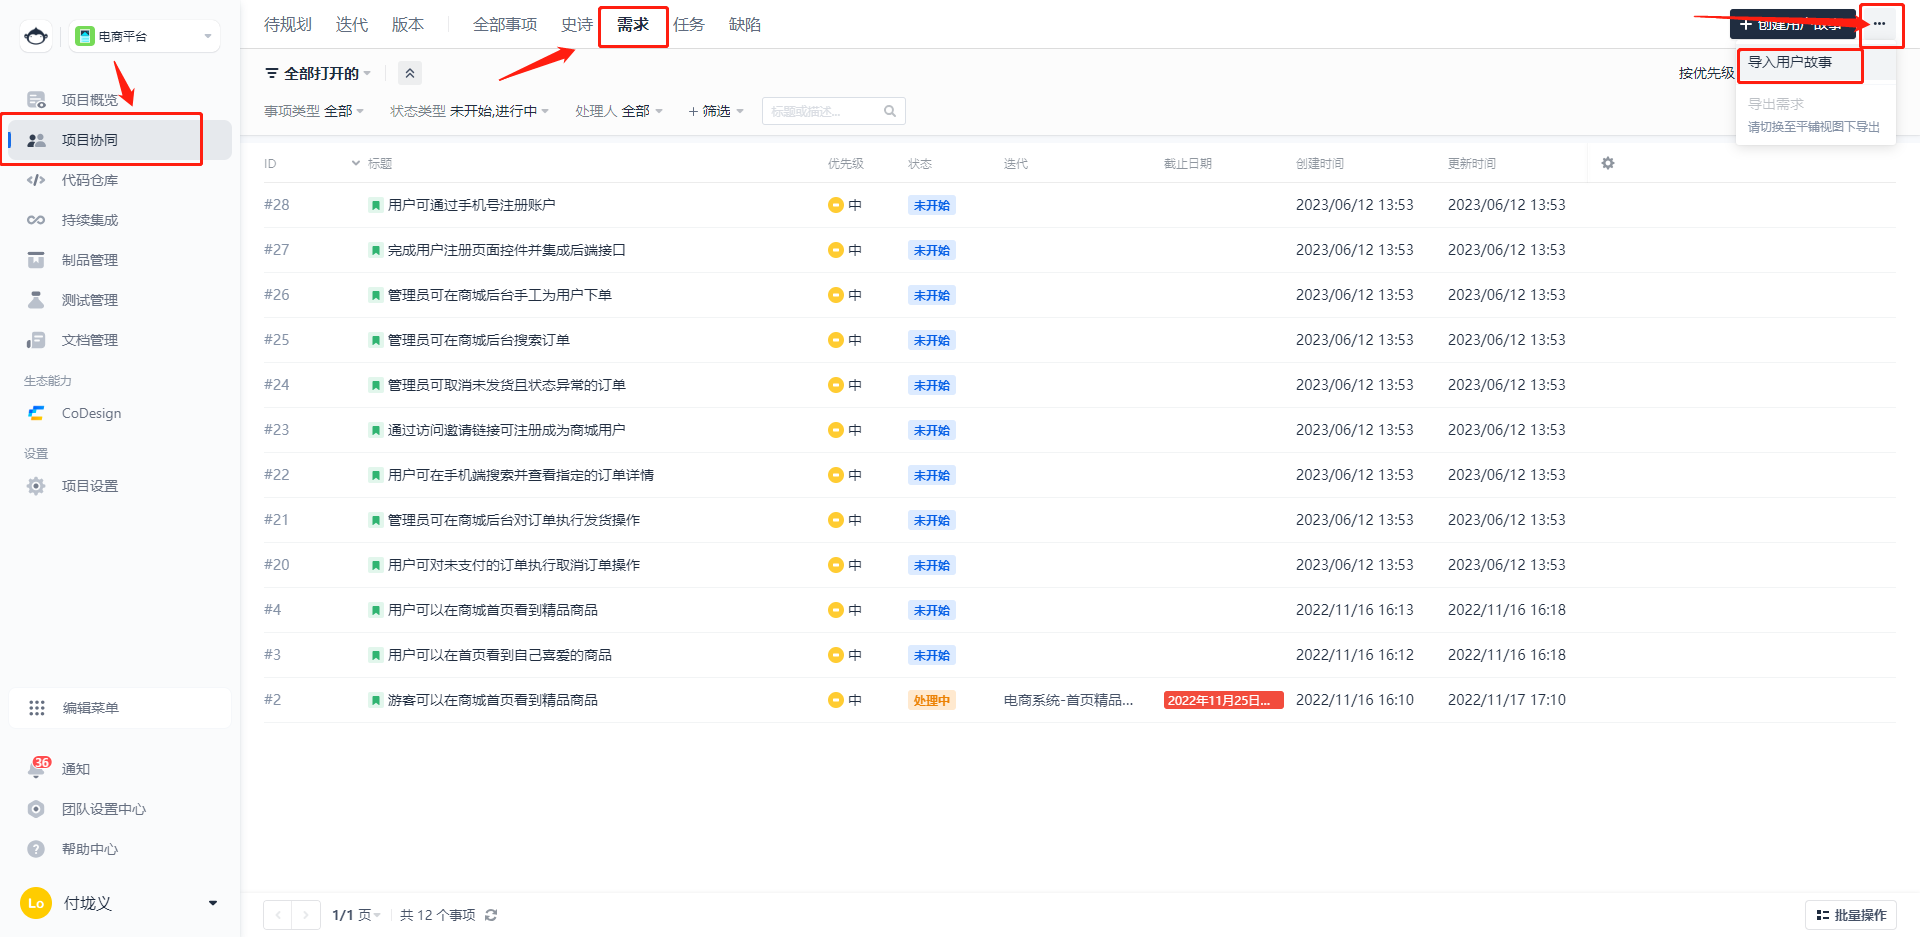 电商平台
项目概览
项目协同
代码仓库
持续集成
制品管理
测试管理
文档管理
生态能力
CoDesign
设置
项目设置
编辑菜单
36
通知
团队设置中心
帮助中心
Lo 付垅义
待规划 迭代 版本 全部事项 史诗 需求 任务 缺陷
+ 创建用户故事 ···
全部打开的
按优先级
导入用户故事
导出需求
请切换至平铺视图下导出
事项类型 全部 状态类型 未开始,进行中 处理人 全部 + 筛选 标题或描述...
ID 标题 优先级 状态 迭代 截止日期 创建时间 更新时间
#28 用户可通过手机号注册账户 中 未开始 2023/06/12 13:53 2023/06/12 13:53
#27 完成用户注册页面控件并集成后端接口 中 未开始 2023/06/12 13:53 2023/06/12 13:53
#26 管理员可在商城后台手工为用户下单 中 未开始 2023/06/12 13:53 2023/06/12 13:53
#25 管理员可在商城后台搜索订单 中 未开始 2023/06/12 13:53 2023/06/12 13:53
#24 管理员可取消未发货且状态异常的订单 中 未开始 2023/06/12 13:53 2023/06/12 13:53
#23 通过访问邀请链接可注册成为商城用户 中 未开始 2023/06/12 13:53 2023/06/12 13:53
#22 用户可在手机端搜索并查看指定的订单详情 中 未开始 2023/06/12 13:53 2023/06/12 13:53
#21 管理员可在商城后台对订单执行发货操作 中 未开始 2023/06/12 13:53 2023/06/12 13:53
#20 用户可对未支付的订单执行取消订单操作 中 未开始 2023/06/12 13:53 2023/06/12 13:53
#4 用户可以在商城首页看到精品商品 中 未开始 2022/11/16 16:13 2022/11/16 16:18
#3 用户可以在首页看到自己喜爱的商品 中 未开始 2022/11/16 16:12 2022/11/16 16:18
#2 游客可以在商城首页看到精品商品 中 处理中 电商系统-首页精品... 2022年11月25日... 2022/11/16 16:10 2022/11/17 17:10
1/1 页 共 12 个事项
批量操作